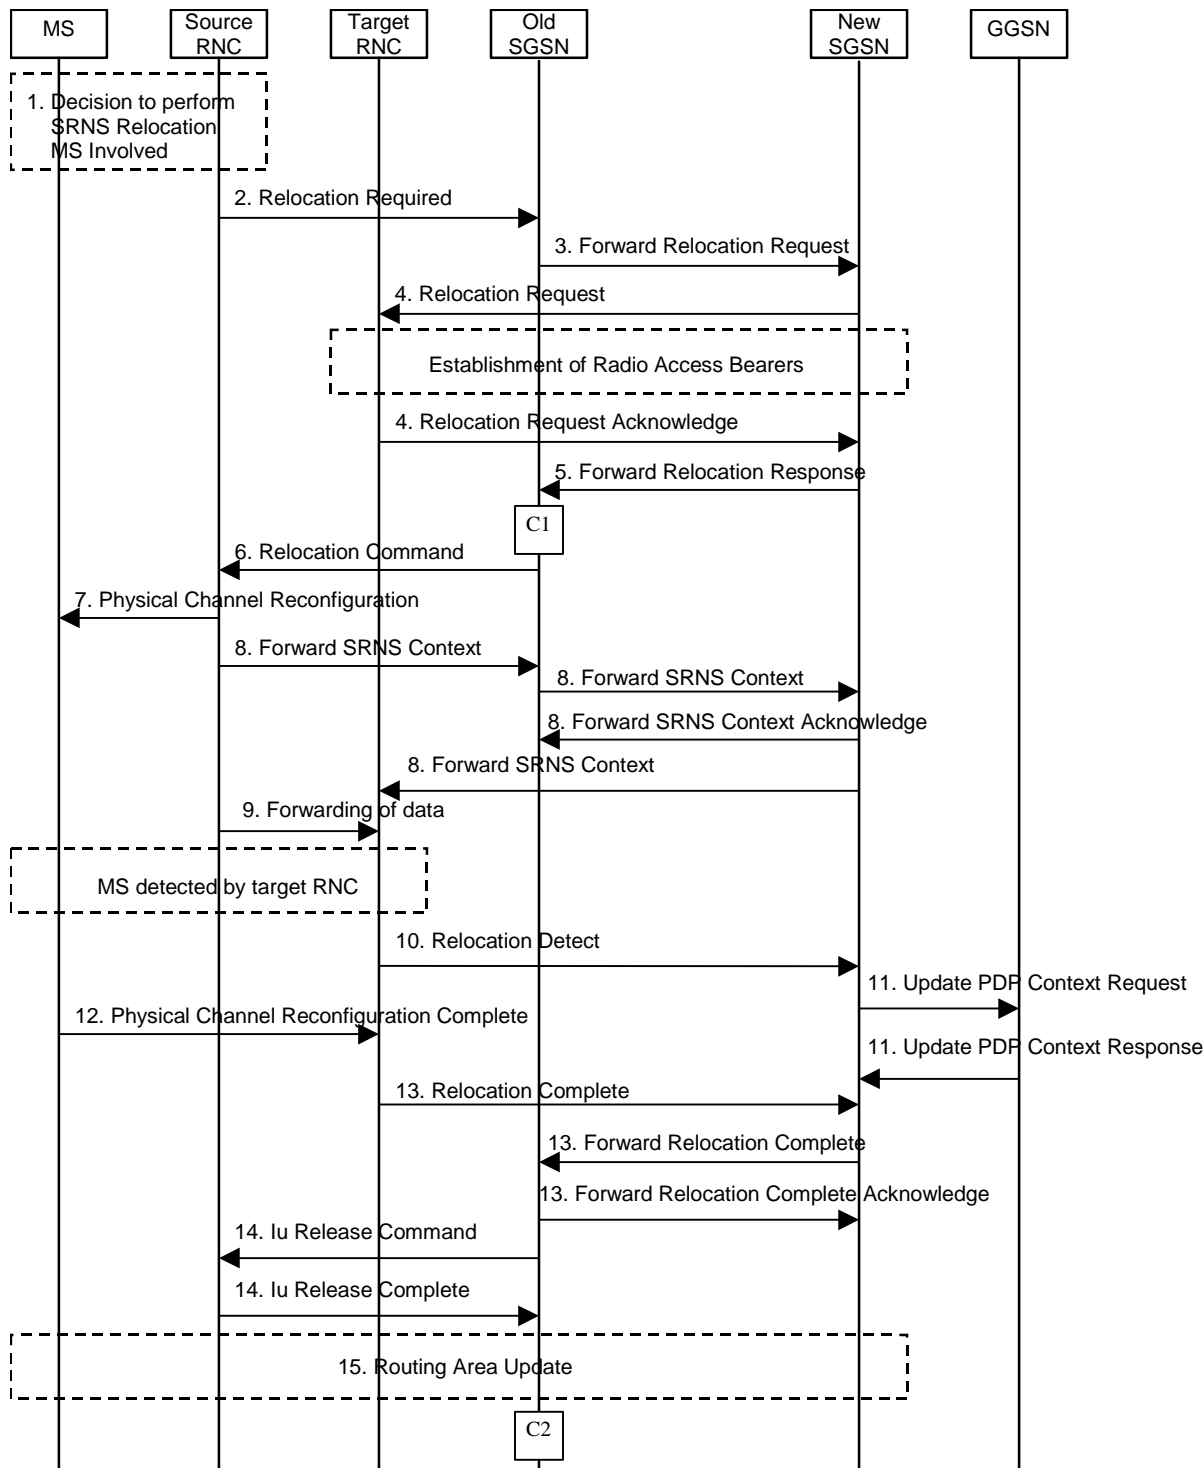 MS
Source
RNC
Target
RNC
Old
SGSN
New
SGSN
GGSN
1. Decision to perform
SRNS Relocation
MS Involved
2. Relocation Required
3. Forward Relocation Request
4. Relocation Request
Establishment of Radio Access Bearers
4. Relocation Request Acknowledge
5. Forward Relocation Response
C1
6. Relocation Command
7. Physical Channel Reconfiguration
8. Forward SRNS Context
8. Forward SRNS Context
8. Forward SRNS Context Acknowledge
8. Forward SRNS Context
9. Forwarding of data
MS detected by target RNC
10. Relocation Detect
11. Update PDP Context Request
12. Physical Channel Reconfiguration Complete
11. Update PDP Context Response
13. Relocation Complete
13. Forward Relocation Complete
13. Forward Relocation Complete Acknowledge
14. Iu Release Command
14. Iu Release Complete
15. Routing Area Update
C2